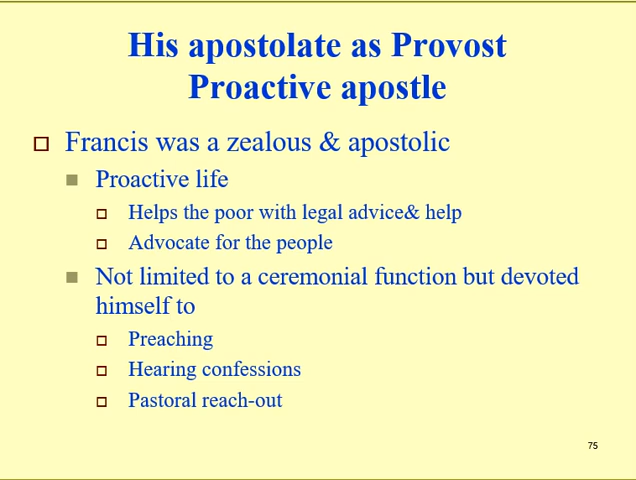 His apostolate as Provost
Proactive apostle
Francis was a zealous & apostolic
Proactive life
Helps the poor with legal advice& help
Advocate for the people
Not limited to a ceremonial function but devoted
himself to
Preaching
Hearing confessions
Pastoral reach-out
75